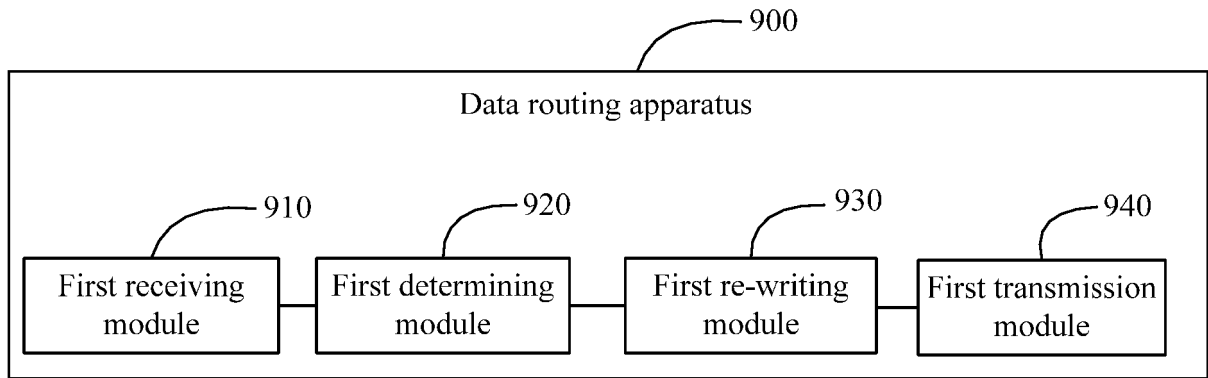 900
Data routing apparatus
910
920
930
940
First receiving
module
First determining
module
First re-writing
module
First transmission
module